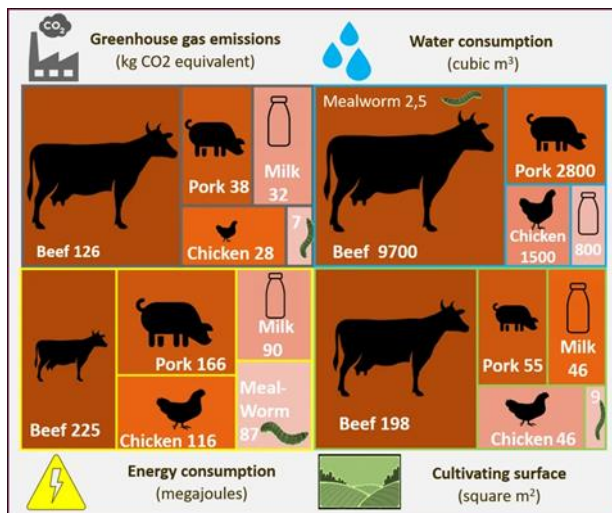 CO₂
Greenhouse gas emissions
(kg CO2 equivalent)
Water consumption
(cubic m³)
Beef 126
Pork 38
Milk
32
Chicken 28
7
Mealworm 2,5
Beef 9700
Pork 2800
Chicken
1500
800
Beef 225
Pork 166
Milk
90
Chicken 116
Meal-
Worm
87
Beef 198
Pork 55
Milk
46
Chicken 46
9
Energy consumption
(megajoules)
Cultivating surface
(square m²)